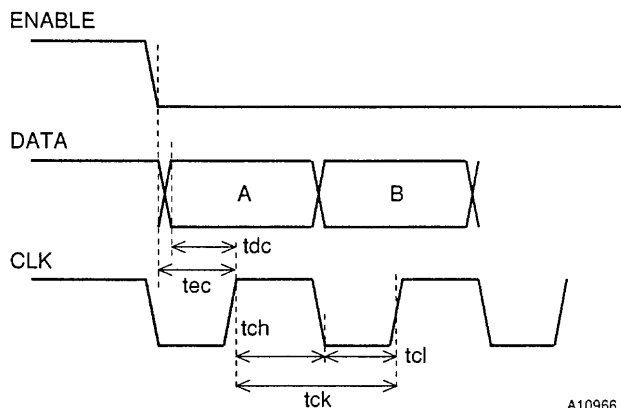 ENABLE
DATA
A
B
tdc
CLK
tec
tch
tcl
tck
A10966